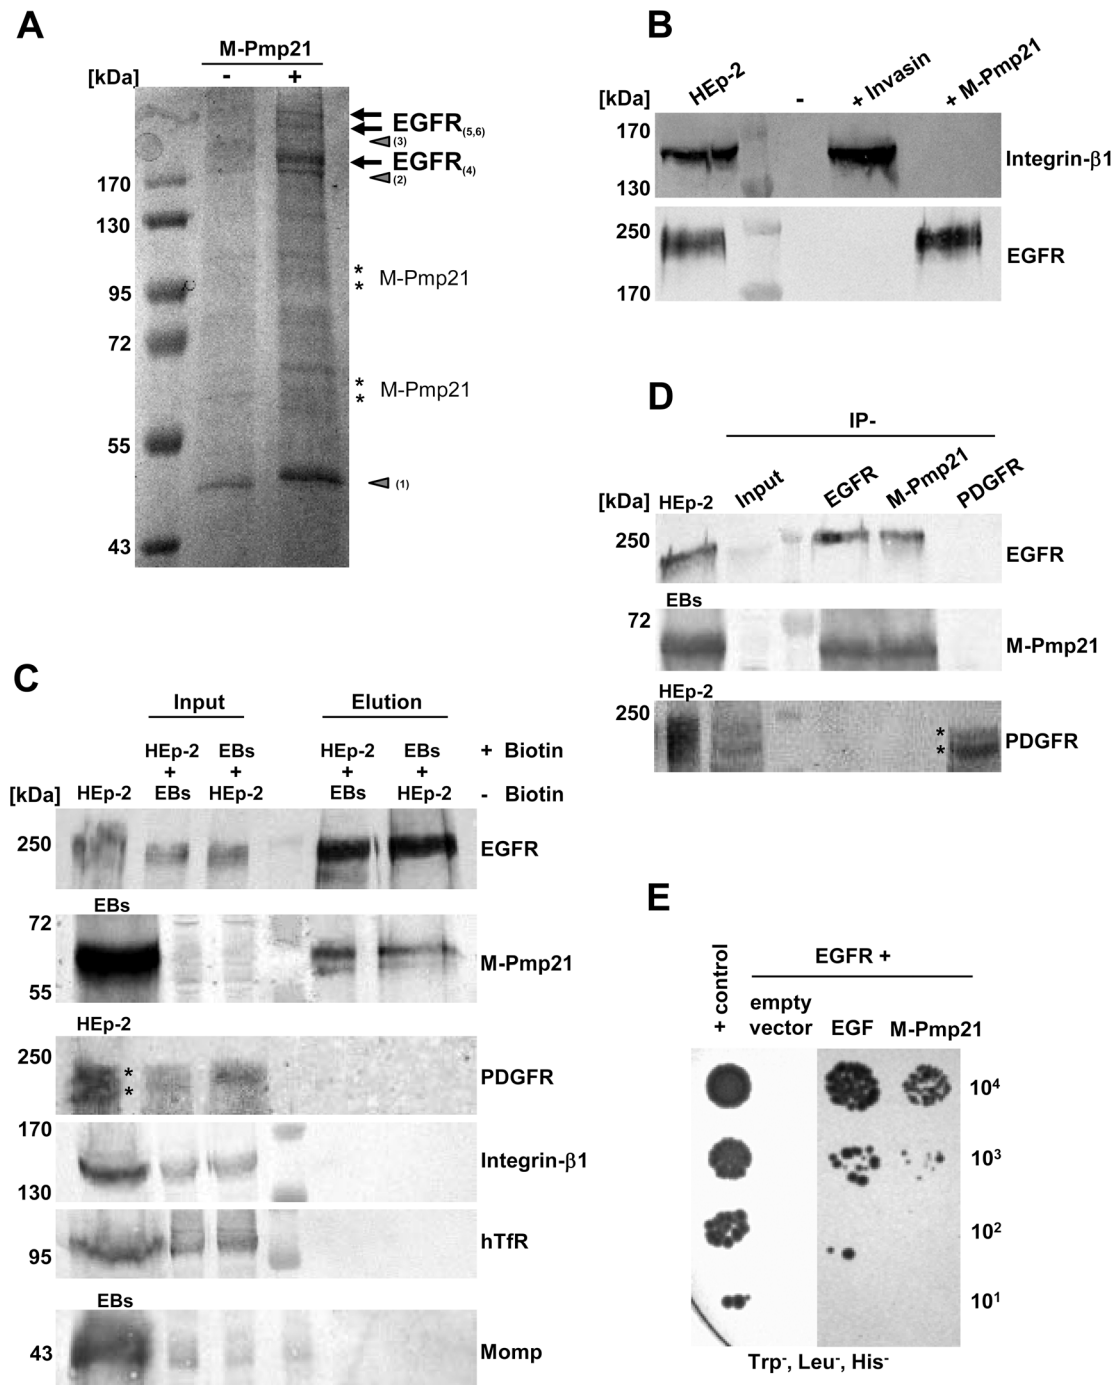 A
M-Pmp21
[kDa]
- +
EGFR(5,6)
(3)
EGFR(4)
(2)
170
130
* M-Pmp21
*
95
72
* M-Pmp21
*
55
(1)
43
B
[kDa] HEp-2 - + Invasin + M-Pmp21
170
Integrin-β1
130
250
EGFR
170
C
Input Elution
HEp-2 EBs HEp-2 EBs + Biotin
+ + + +
[kDa] HEp-2 EBs HEp-2 EBs HEp-2 - Biotin
250 EGFR
EBs
72
M-Pmp21
55
HEp-2
250 * PDGFR
*
170
Integrin-β1
130
hTfR
95
EBs
43 Momp
D
IP-
[kDa] HEp-2 Input EGFR M-Pmp21 PDGFR
250 EGFR
EBs
72
M-Pmp21
HEp-2
250
* PDGFR
*
E
+ control
EGFR +
empty
vector EGF M-Pmp21
10⁴
10³
10²
10¹
Trp⁻, Leu⁻, His⁻